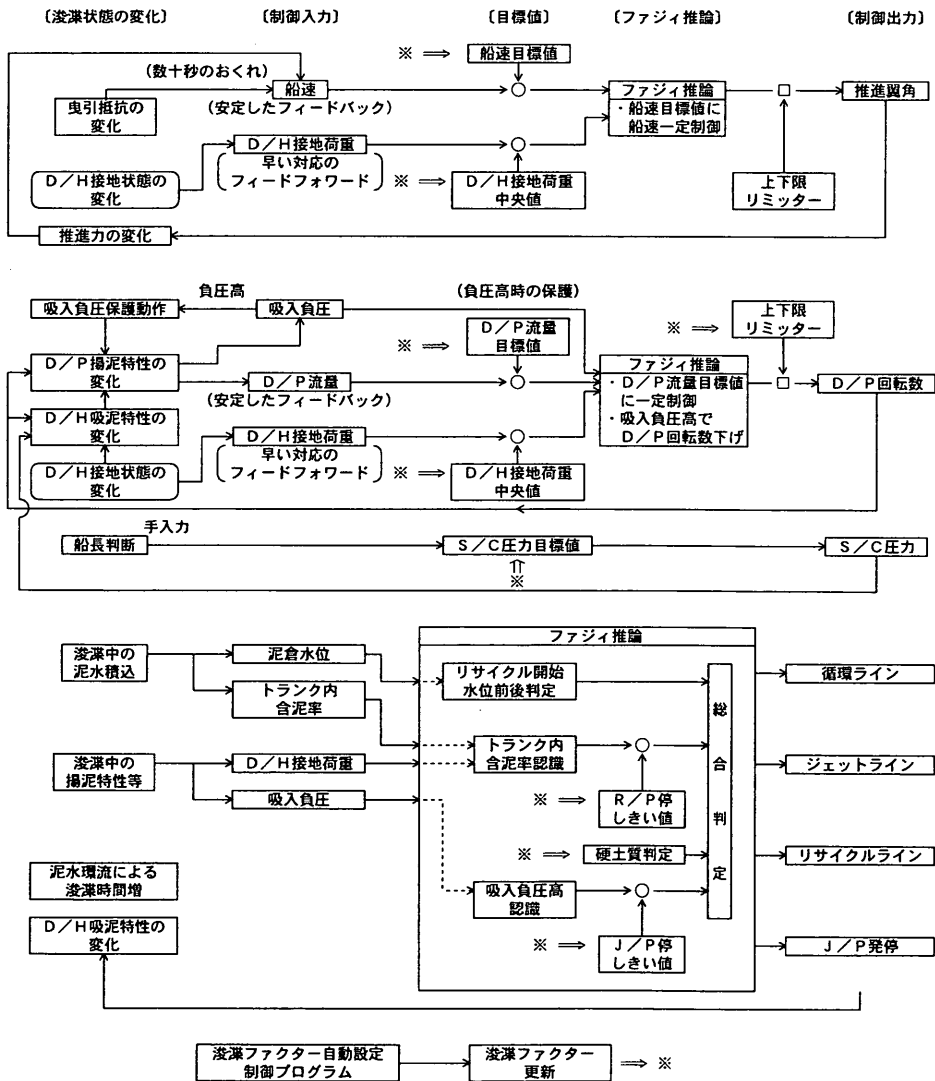 〔浚渫状態の変化〕 〔制御入力〕 〔目標値〕 〔ファジィ推論〕 〔制御出力〕
※ ⇒ 船速目標値
(数十秒のおくれ)
船速
(安定したフィードバック)
曳引抵抗の
変化
ファジィ推論
・船速目標値に
船速一定制御
推進翼角
D/H接地荷重
早い対応の
フィードフォワード
D/H接地状態の
変化
※ ⇒ D/H接地荷重
中央値
上下限
リミッター
推進力の変化
吸入負圧保護動作
負圧高
吸入負圧
(負圧高時の保護)
※ ⇒ D/P流量
目標値
※ ⇒ 上下限
リミッター
D/P揚泥特性の
変化
D/P流量
(安定したフィードバック)
ファジィ推論
・D/P流量目標値
に一定制御
・吸入負圧高で
D/P回転数下げ
D/P回転数
D/H吸泥特性の
変化
D/H接地荷重
早い対応の
フィードフォワード
D/H接地状態の
変化
※ ⇒ D/H接地荷重
中央値
船長判断
手入力
S/C圧力目標値
⇑
※
S/C圧力
ファジィ推論
浚渫中の
泥水積込
泥倉水位
トランク内
含泥率
リサイクル開始
水位前後判定
総合判定
循環ライン
浚渫中の
揚泥特性等
D/H接地荷重
吸入負圧
トランク内
含泥率認識
※ ⇒ R/P停
しきい値
ジェットライン
※ ⇒ 硬土質判定
リサイクルライン
泥水環流による
浚渫時間増
吸入負圧高
認識
D/H吸泥特性の
変化
※ ⇒ J/P停
しきい値
J/P発停
浚渫ファクター自動設定
制御プログラム
浚渫ファクター
更新
⇒ ※